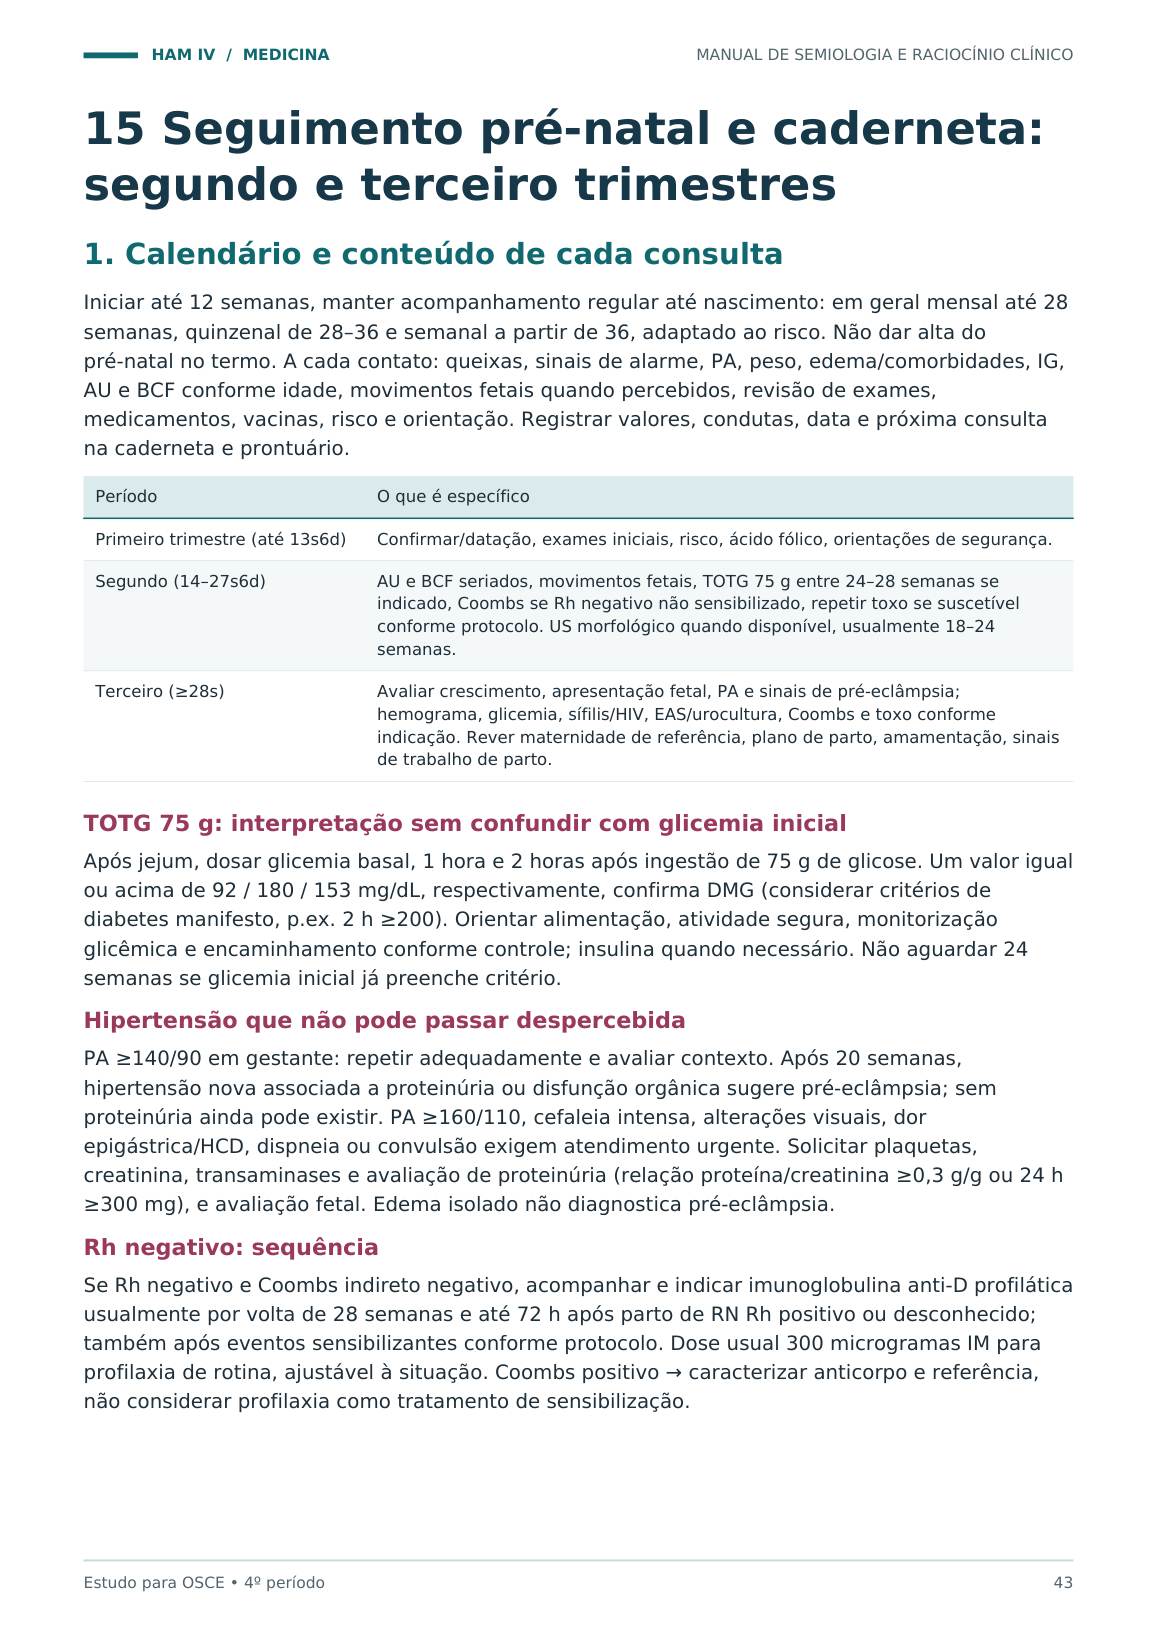 HAM IV / MEDICINA
MANUAL DE SEMIOLOGIA E RACIOCÍNIO CLÍNICO
15 Seguimento pré-natal e caderneta:
segundo e terceiro trimestres
1. Calendário e conteúdo de cada consulta
Iniciar até 12 semanas, manter acompanhamento regular até nascimento: em geral mensal até 28
semanas, quinzenal de 28–36 e semanal a partir de 36, adaptado ao risco. Não dar alta do
pré-natal no termo. A cada contato: queixas, sinais de alarme, PA, peso, edema/comorbidades, IG,
AU e BCF conforme idade, movimentos fetais quando percebidos, revisão de exames,
medicamentos, vacinas, risco e orientação. Registrar valores, condutas, data e próxima consulta
na caderneta e prontuário.
Período
O que é específico
Primeiro trimestre (até 13s6d)
Confirmar/datação, exames iniciais, risco, ácido fólico, orientações de segurança.
Segundo (14–27s6d)
AU e BCF seriados, movimentos fetais, TOTG 75 g entre 24–28 semanas se
indicado, Coombs se Rh negativo não sensibilizado, repetir toxo se suscetível
conforme protocolo. US morfológico quando disponível, usualmente 18–24
semanas.
Terceiro (≥28s)
Avaliar crescimento, apresentação fetal, PA e sinais de pré-eclâmpsia;
hemograma, glicemia, sífilis/HIV, EAS/urocultura, Coombs e toxo conforme
indicação. Rever maternidade de referência, plano de parto, amamentação, sinais
de trabalho de parto.
TOTG 75 g: interpretação sem confundir com glicemia inicial
Após jejum, dosar glicemia basal, 1 hora e 2 horas após ingestão de 75 g de glicose. Um valor igual
ou acima de 92 / 180 / 153 mg/dL, respectivamente, confirma DMG (considerar critérios de
diabetes manifesto, p.ex. 2 h ≥200). Orientar alimentação, atividade segura, monitorização
glicêmica e encaminhamento conforme controle; insulina quando necessário. Não aguardar 24
semanas se glicemia inicial já preenche critério.
Hipertensão que não pode passar despercebida
PA ≥140/90 em gestante: repetir adequadamente e avaliar contexto. Após 20 semanas,
hipertensão nova associada a proteinúria ou disfunção orgânica sugere pré-eclâmpsia; sem
proteinúria ainda pode existir. PA ≥160/110, cefaleia intensa, alterações visuais, dor
epigástrica/HCD, dispneia ou convulsão exigem atendimento urgente. Solicitar plaquetas,
creatinina, transaminases e avaliação de proteinúria (relação proteína/creatinina ≥0,3 g/g ou 24 h
≥300 mg), e avaliação fetal. Edema isolado não diagnostica pré-eclâmpsia.
Rh negativo: sequência
Se Rh negativo e Coombs indireto negativo, acompanhar e indicar imunoglobulina anti-D profilática
usualmente por volta de 28 semanas e até 72 h após parto de RN Rh positivo ou desconhecido;
também após eventos sensibilizantes conforme protocolo. Dose usual 300 microgramas IM para
profilaxia de rotina, ajustável à situação. Coombs positivo → caracterizar anticorpo e referência,
não considerar profilaxia como tratamento de sensibilização.
Estudo para OSCE • 4º período
43